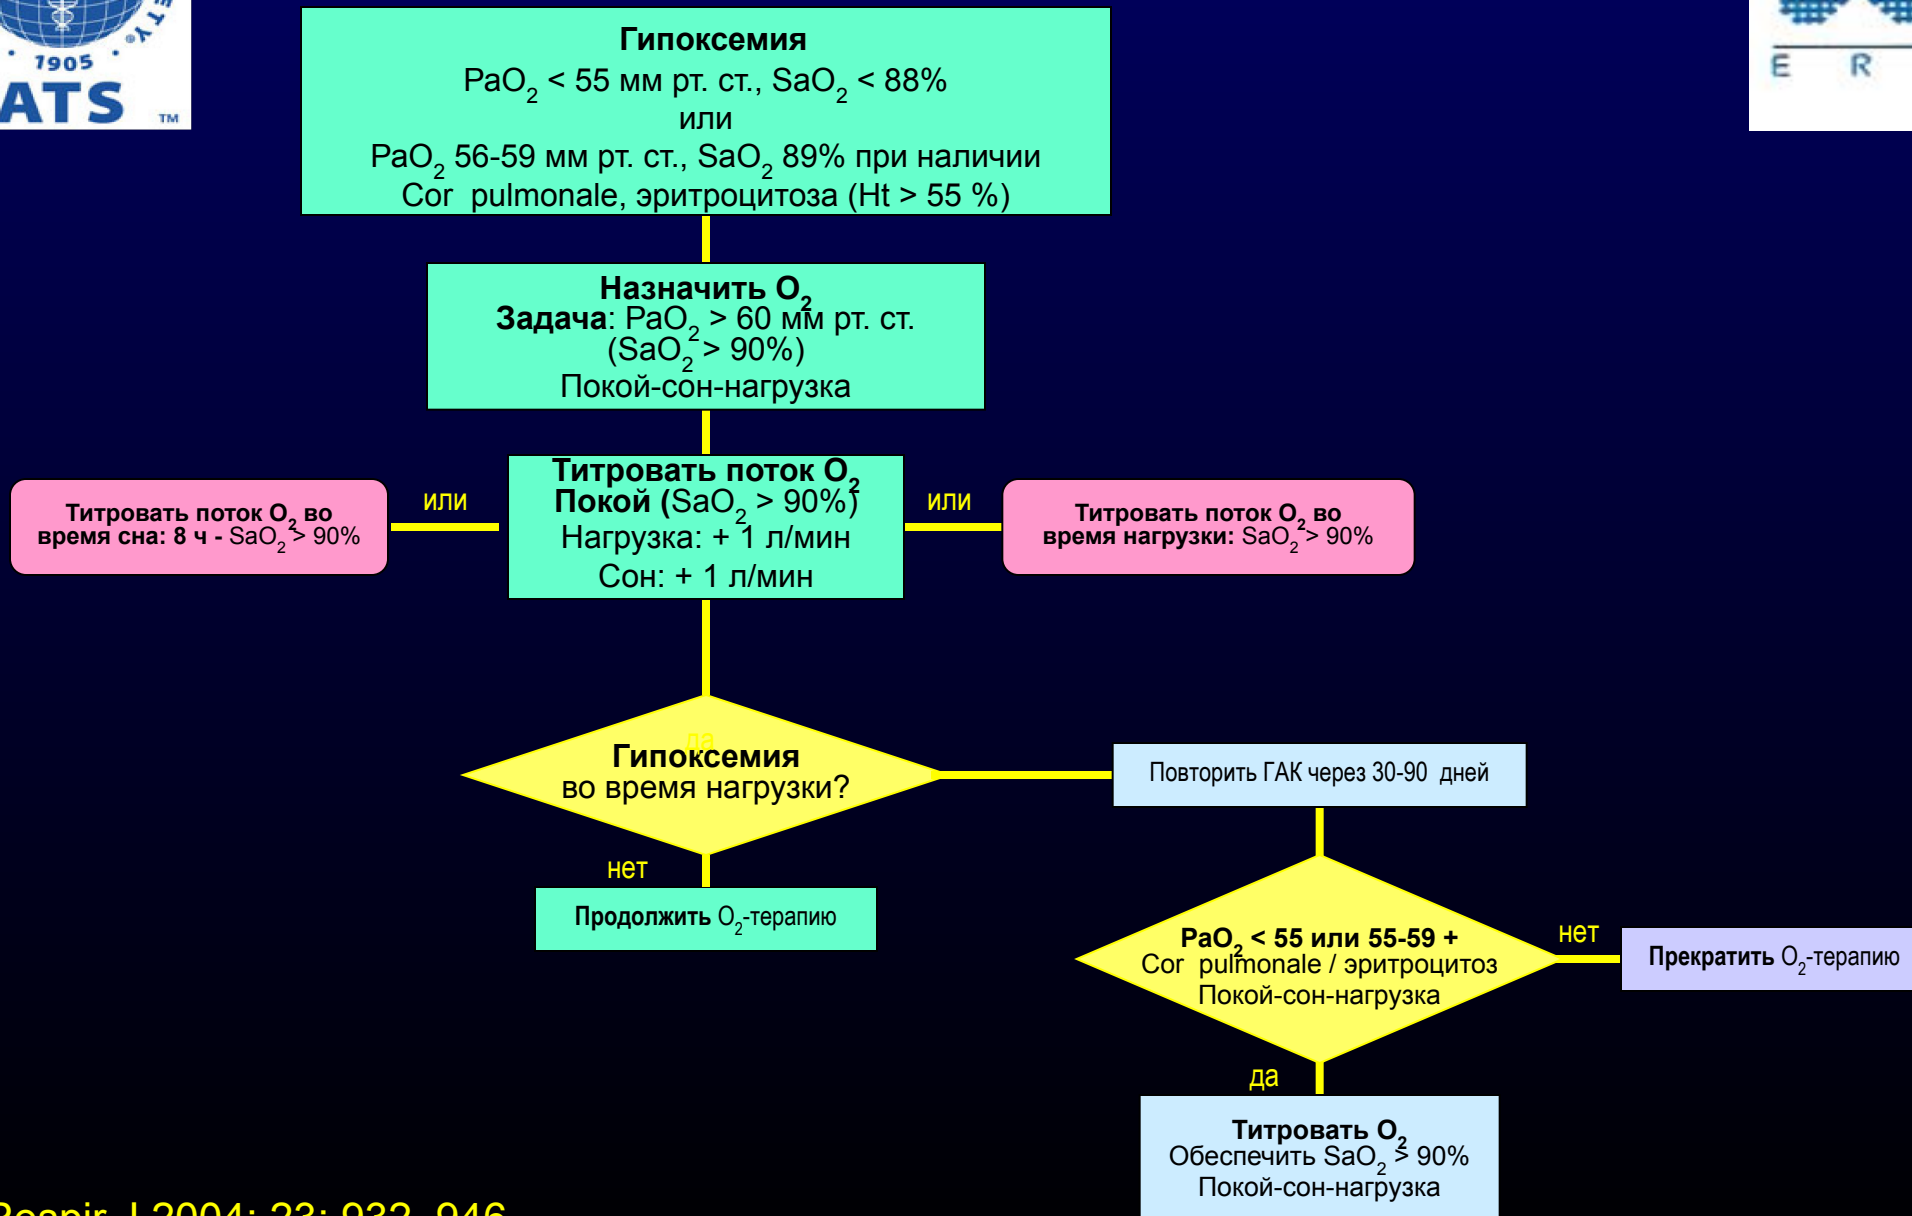 ETY®
• 1905 •
ATS ™
E R
Гипоксемия
PaO₂ < 55 мм рт. ст., SaO₂ < 88%
или
PaO₂ 56-59 мм рт. ст., SaO₂ 89% при наличии
Cor pulmonale, эритроцитоза (Ht > 55 %)
Назначить O₂
Задача: PaO₂ > 60 мм рт. ст.
(SaO₂ > 90%)
Покой-сон-нагрузка
Титровать поток O₂ во
время сна: 8 ч - SaO₂ > 90%
или
Титровать поток O₂
Покой (SaO₂ > 90%)
Нагрузка: + 1 л/мин
Сон: + 1 л/мин
или
Титровать поток O₂ во
время нагрузки: SaO₂ > 90%
да
Гипоксемия
во время нагрузки?
Повторить ГАК через 30-90 дней
нет
Продолжить O₂-терапию
PaO₂ < 55 или 55-59 +
Cor pulmonale / эритроцитоз
Покой-сон-нагрузка
нет
Прекратить O₂-терапию
да
Титровать O₂
Обеспечить SaO₂ > 90%
Покой-сон-нагрузка
Respir J 2004; 23: 932–946